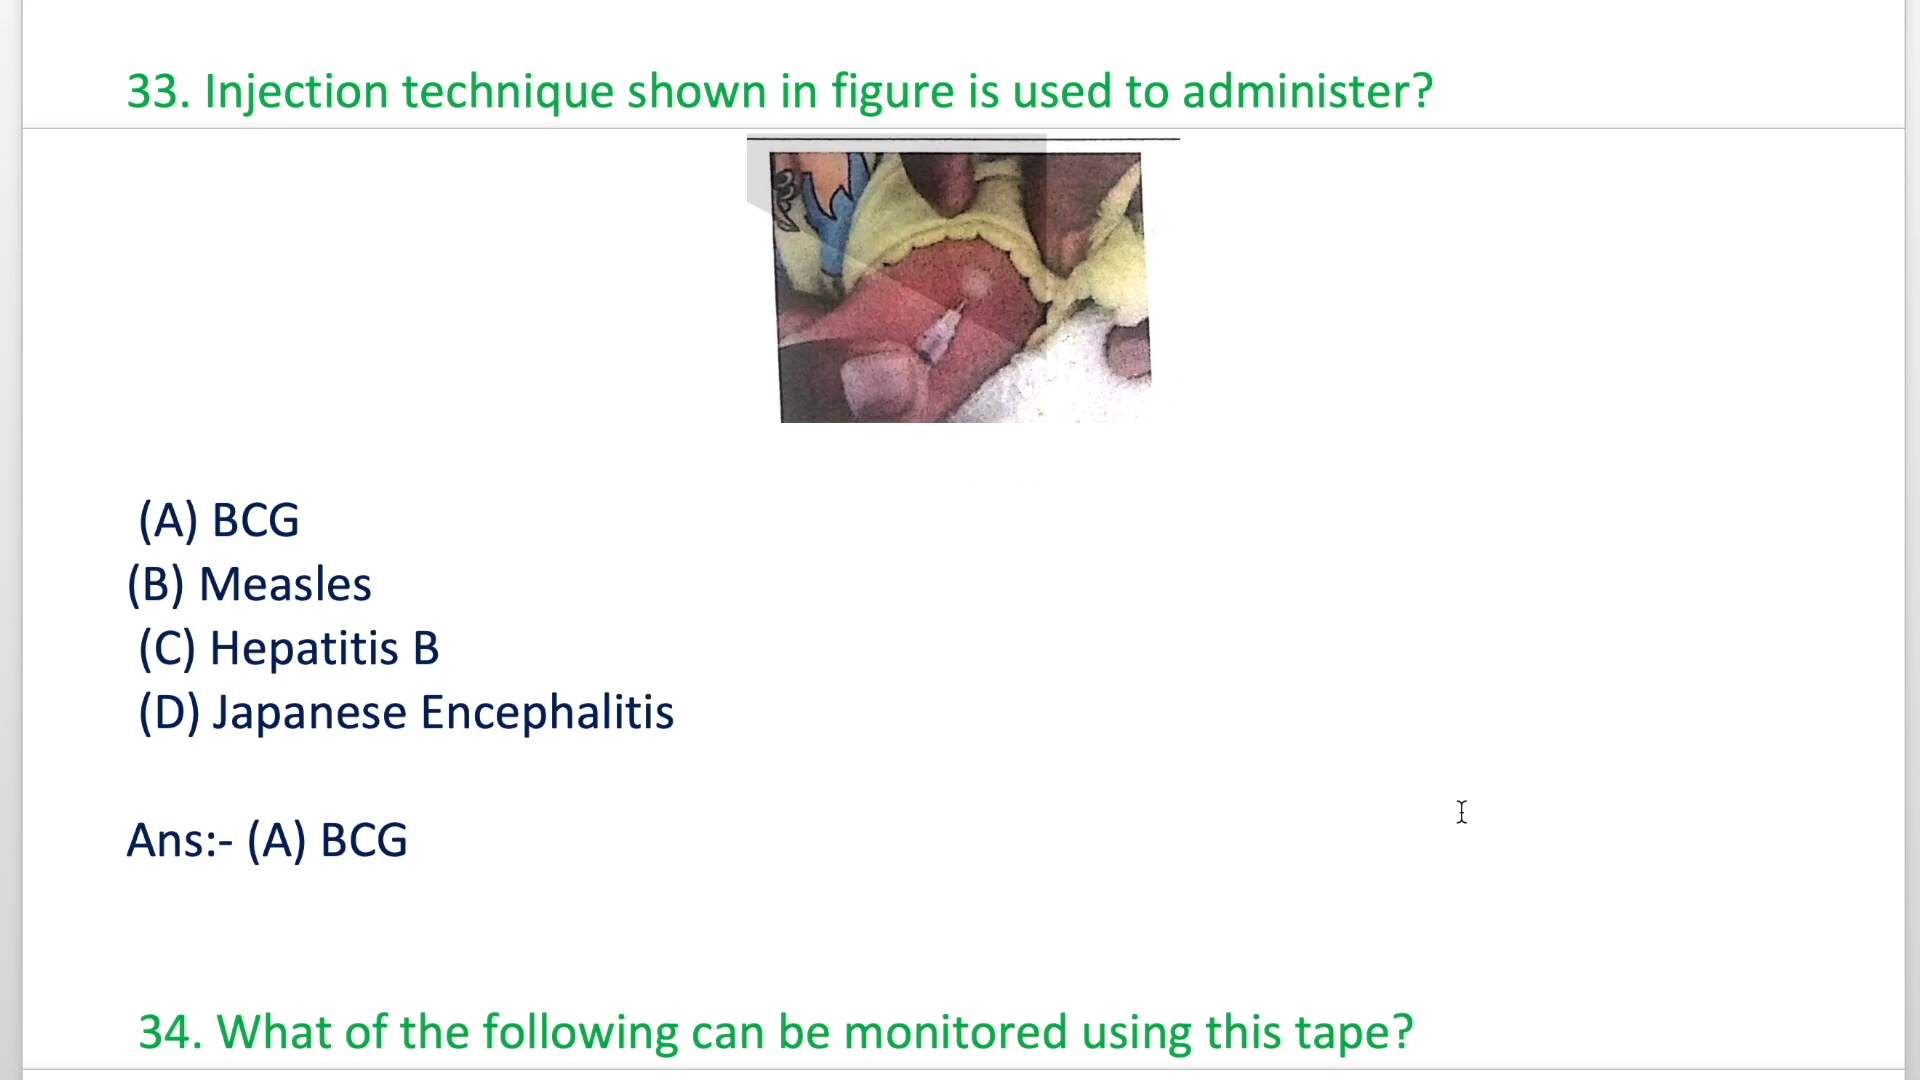 33. Injection technique shown in figure is used to administer?
(A) BCG
(B) Measles
(C) Hepatitis B
(D) Japanese Encephalitis
Ans:- (A) BCG
34. What of the following can be monitored using this tape?